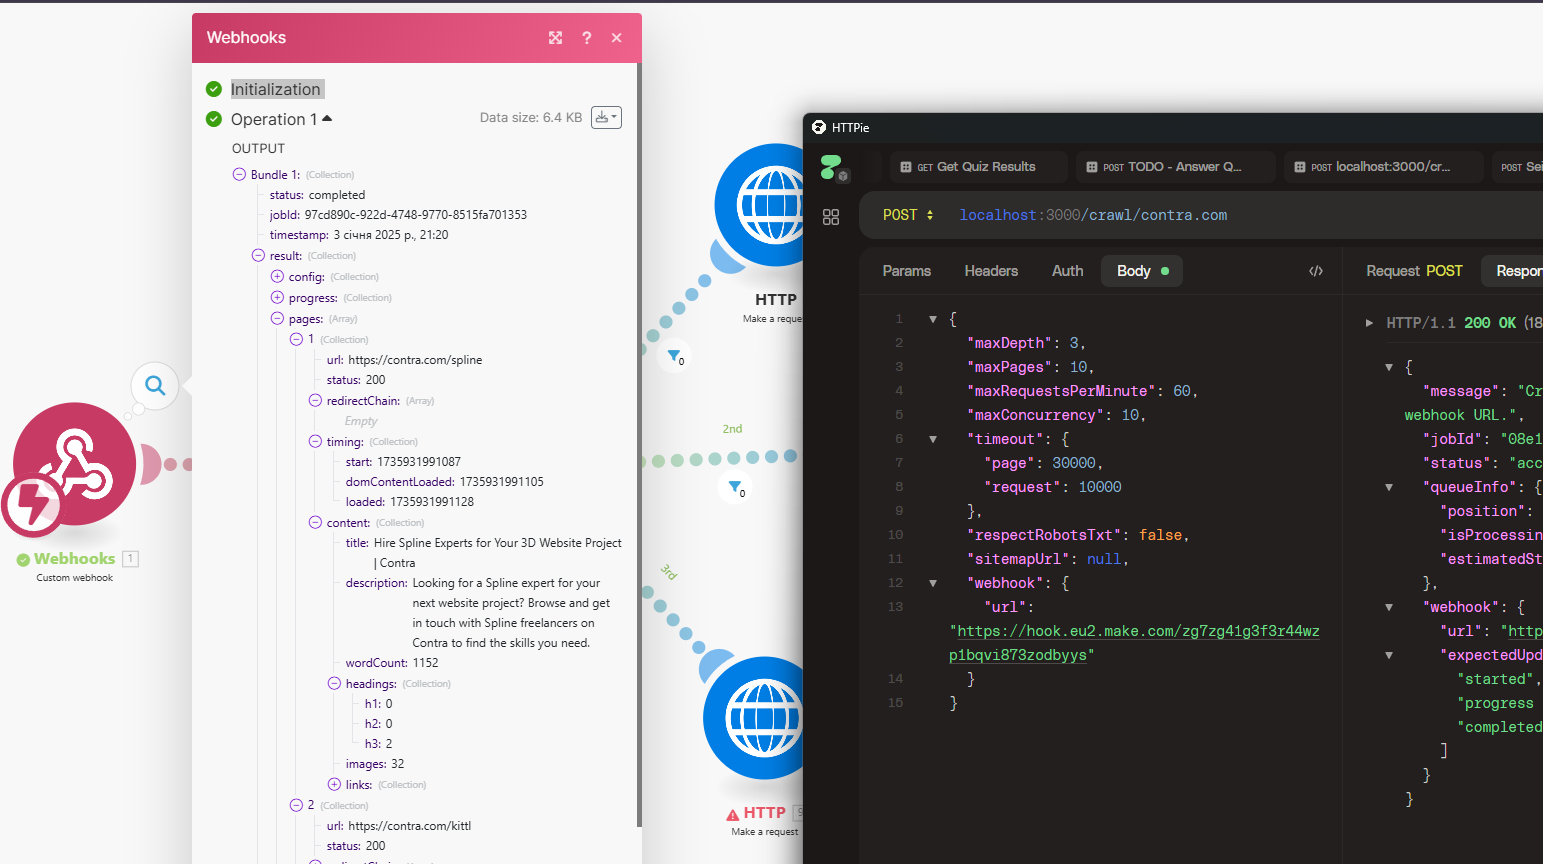 Webhooks
Initialization
Operation 1
Data size: 6.4 KB
OUTPUT
Bundle 1: (Collection)
status: completed
jobId: 97cd890c-922d-4748-9770-8515fa701353
timestamp: 3 січня 2025 р., 21:20
result: (Collection)
config: (Collection)
progress: (Collection)
pages: (Array)
1 (Collection)
url: https://contra.com/spline
status: 200
redirectChain: (Array)
Empty
timing: (Collection)
start: 1735931991087
domContentLoaded: 1735931991105
loaded: 1735931991128
content: (Collection)
title: Hire Spline Experts for Your 3D Website Project
| Contra
description: Looking for a Spline expert for your
next website project? Browse and get
in touch with Spline freelancers on
Contra to find the skills you need.
wordCount: 1152
headings: (Collection)
h1: 0
h2: 0
h3: 2
images: 32
links: (Collection)
2 (Collection)
url: https://contra.com/kittl
status: 200
Webhooks 1
Custom webhook
HTTP
Make a reques
0
2nd
0
3rd
HTTP
Make a request
HTTPie
GET Get Quiz Results
POST TODO - Answer Q...
POST localhost:3000/cr...
POST Sei
POST localhost:3000/crawl/contra.com
Params Headers Auth Body </>
1 {
2 "maxDepth": 3,
3 "maxPages": 10,
4 "maxRequestsPerMinute": 60,
5 "maxConcurrency": 10,
6 "timeout": {
7 "page": 30000,
8 "request": 10000
9 },
10 "respectRobotsTxt": false,
11 "sitemapUrl": null,
12 "webhook": {
13 "url":
"https://hook.eu2.make.com/zg7zg41g3f3r44wz
p1bqvi873zodbyys"
14 }
15 }
Request POST Respon
HTTP/1.1 200 OK (18
{
"message": "Cr
webhook URL.",
"jobId": "08e1
"status": "acc
"queueInfo": {
"position":
"isProcessin
"estimatedSt
},
"webhook": {
"url": "http
"expectedUpd
"started",
"progress
"completed
]
}
}